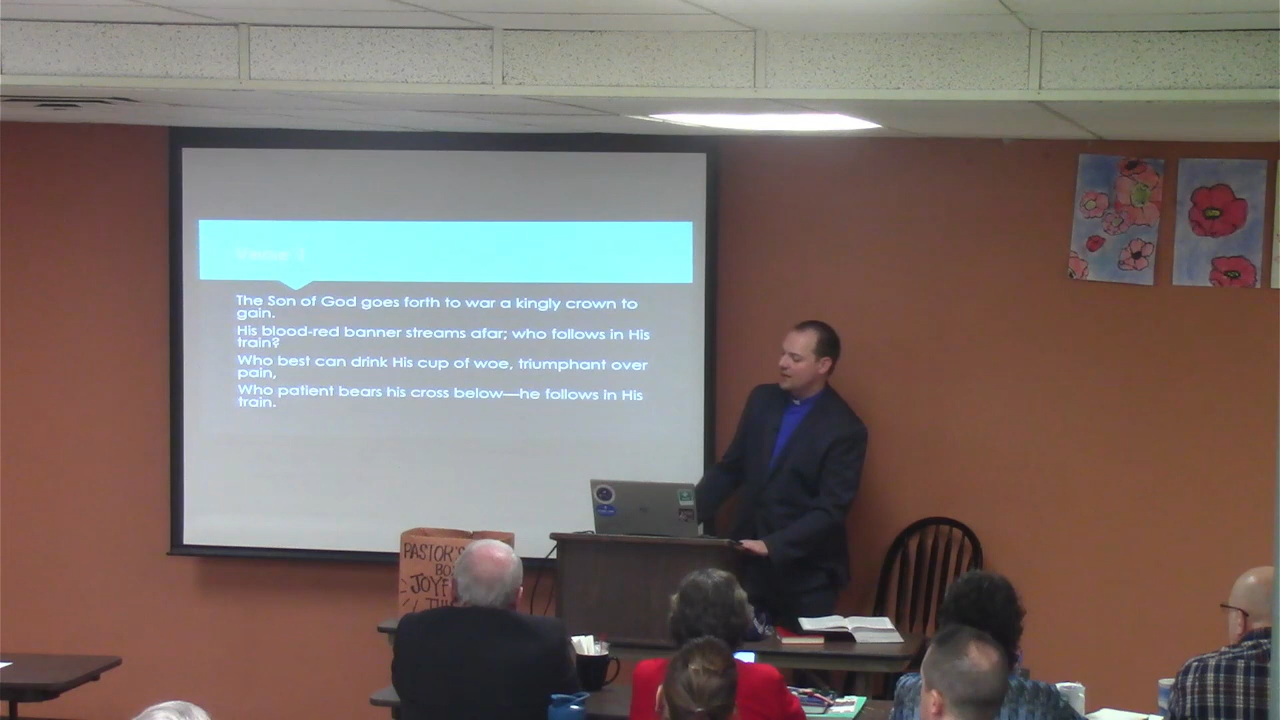 The Son of God goes forth to war a kingly crown to
gain.
His blood-red banner streams afar; who follows in His
train?
Who best can drink His cup of woe, triumphant over
pain,
Who patient bears his cross below—he follows in His
train.
PASTOR'S